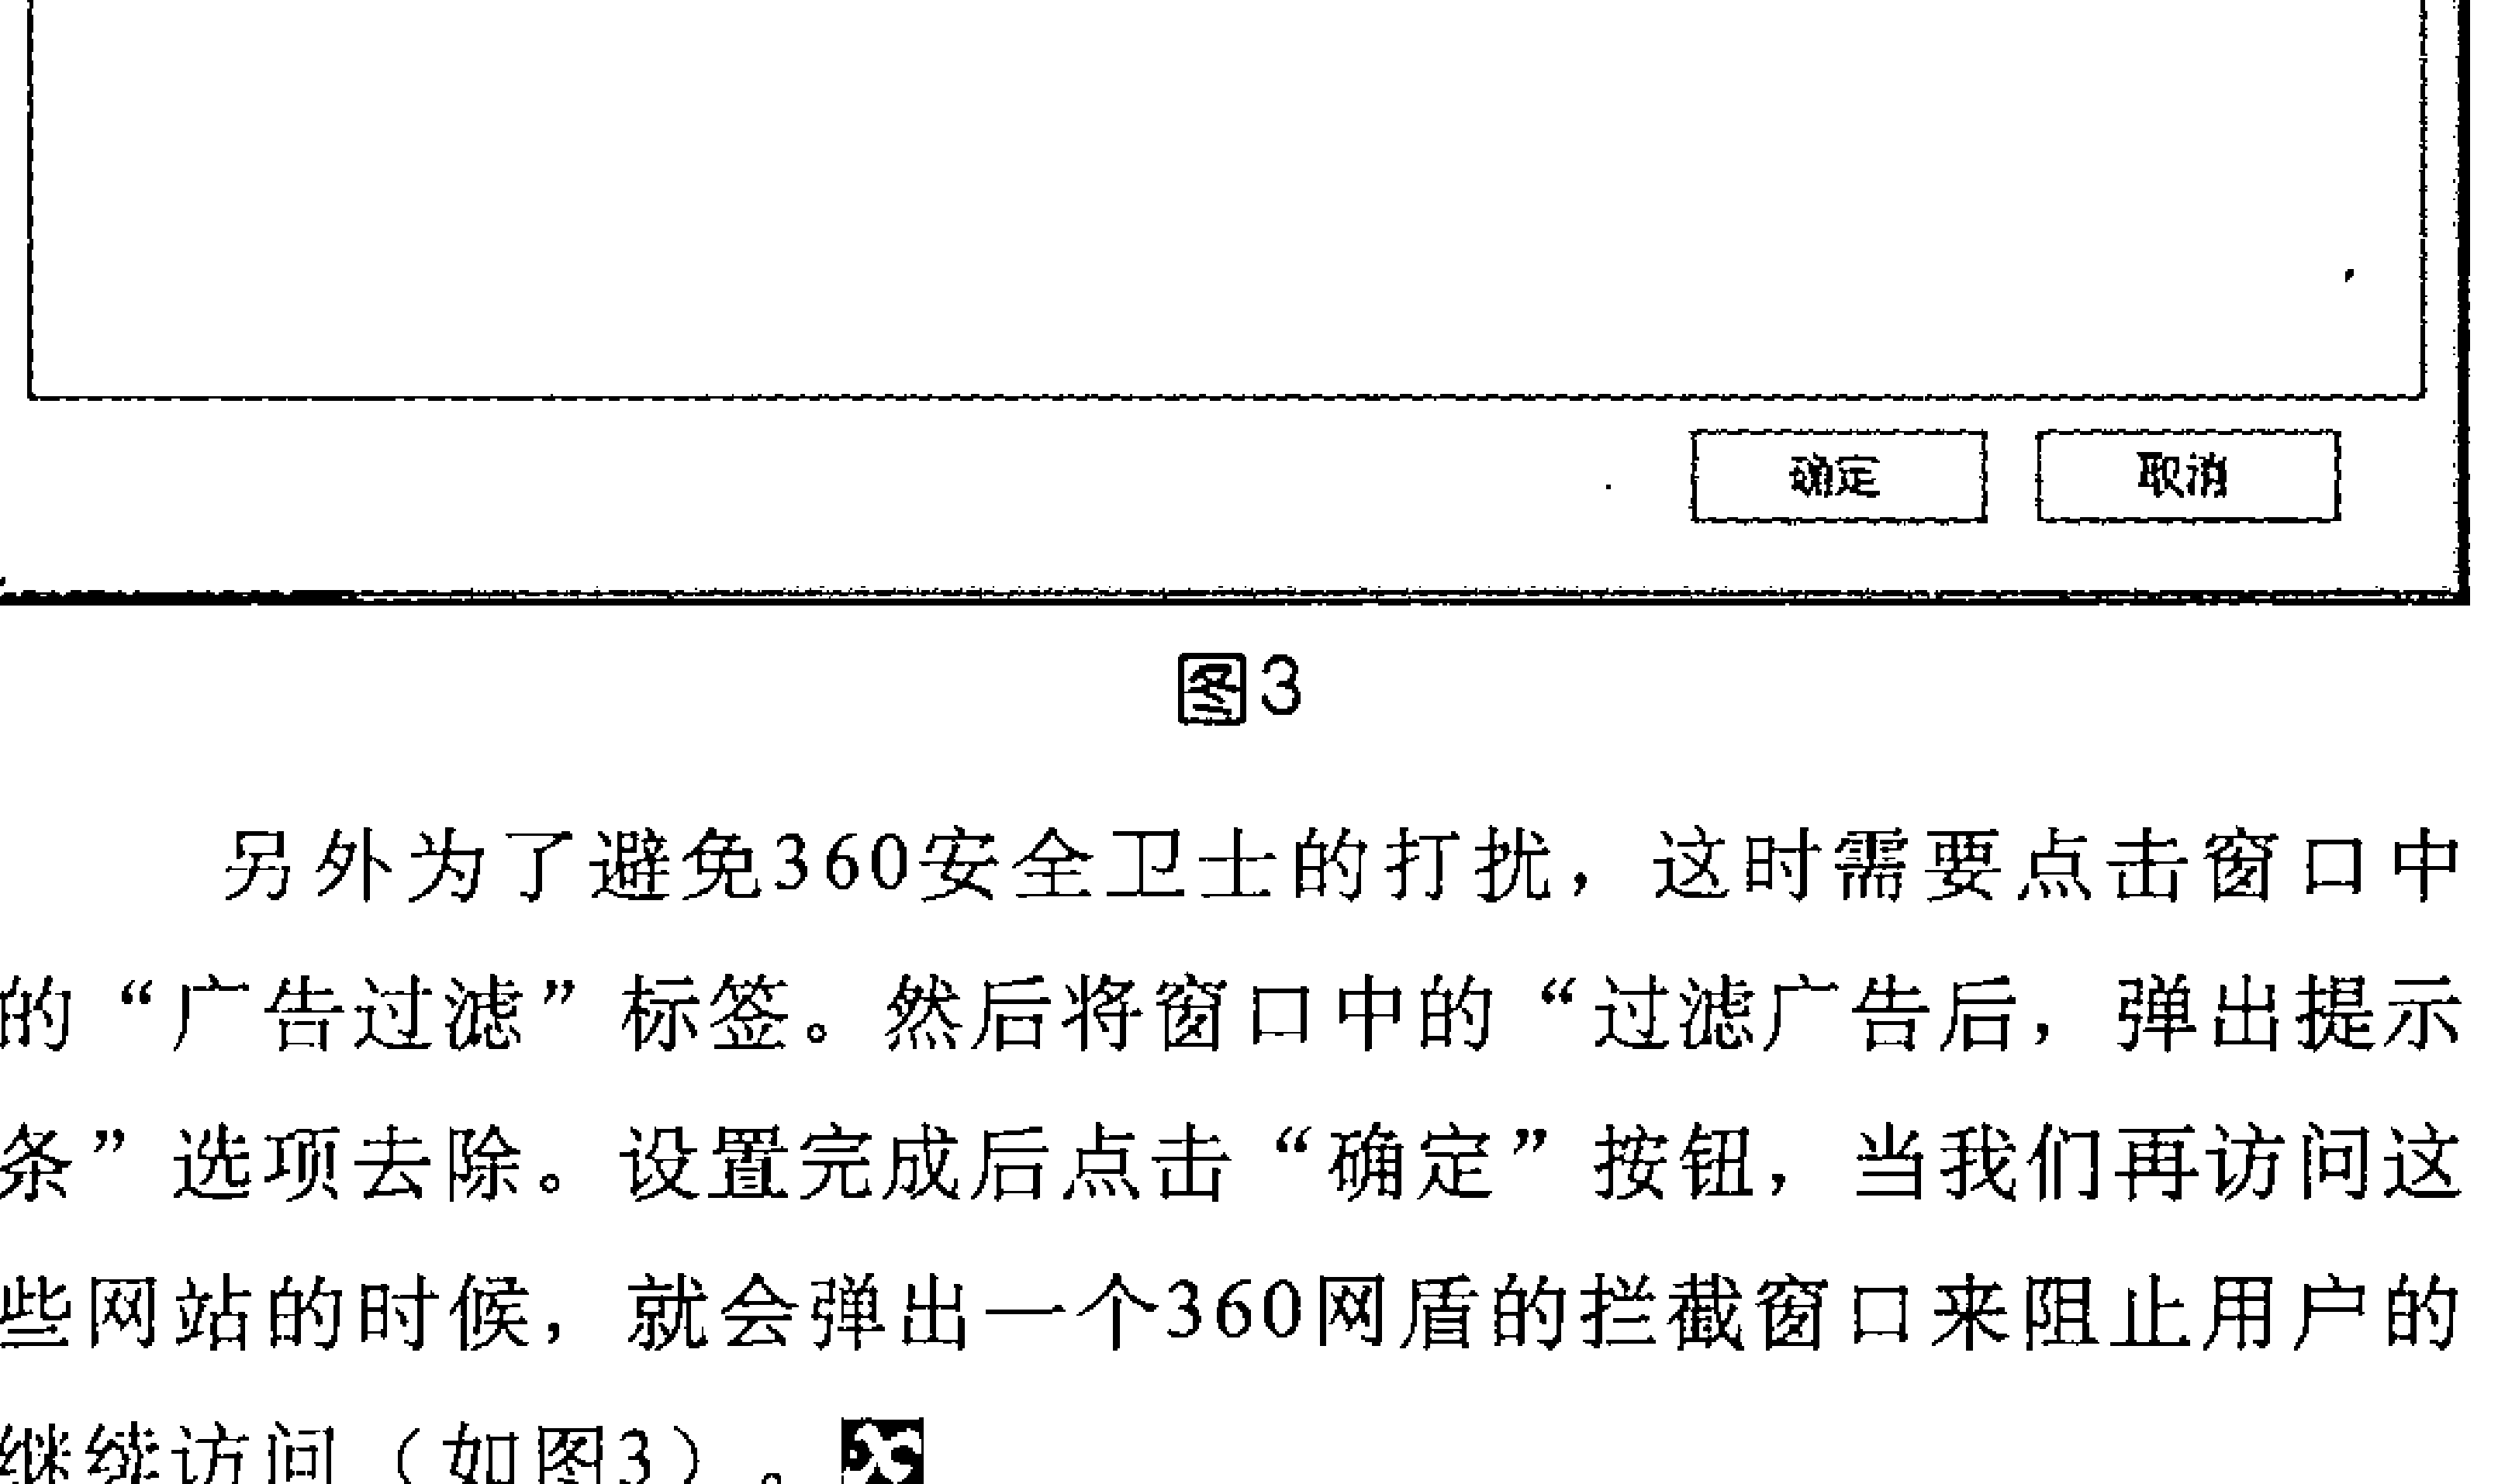 确定 取消
图3
另外为了避免360安全卫士的打扰，这时需要点击窗口中
的“广告过滤”标签。然后将窗口中的“过滤广告后，弹出提示
条”选项去除。设置完成后点击“确定”按钮，当我们再访问这
些网站的时候，就会弹出一个360网盾的拦截窗口来阻止用户的
继续访问（如图3）。